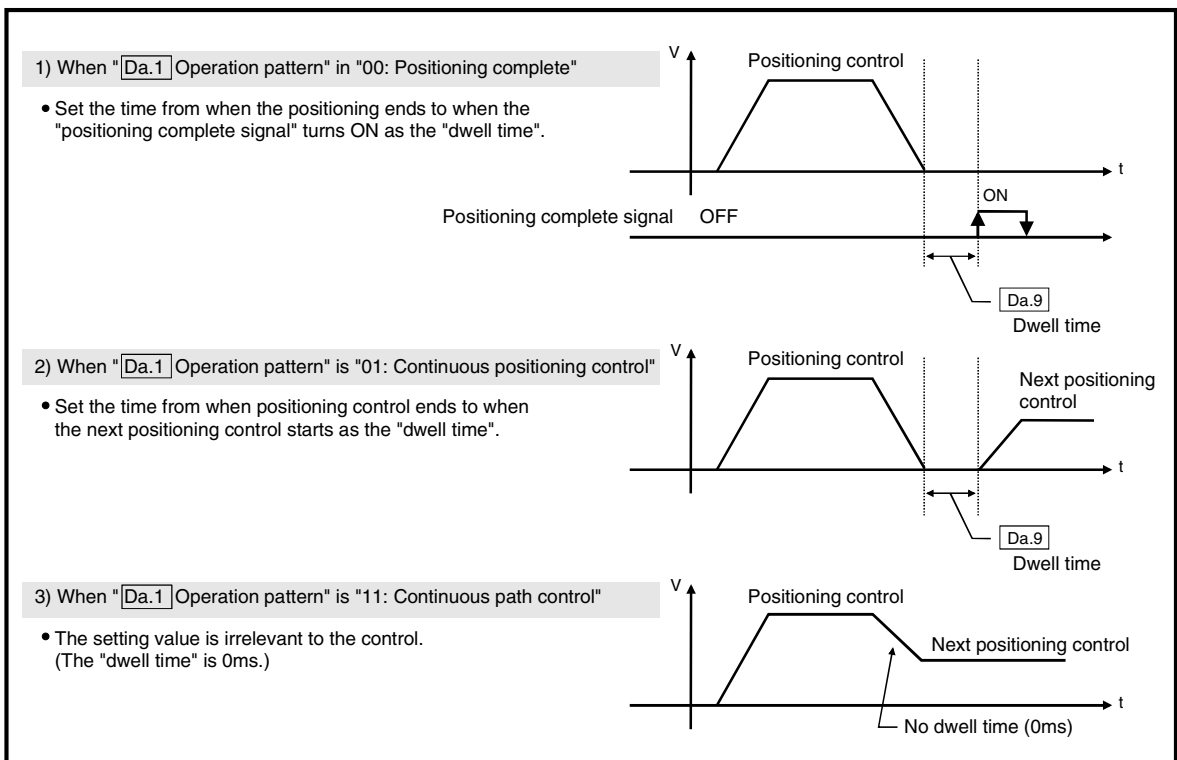 1) When "Da.1 Operation pattern" in "00: Positioning complete"
• Set the time from when the positioning ends to when the
"positioning complete signal" turns ON as the "dwell time".
V
Positioning control
t
ON
Positioning complete signal OFF
Da.9
Dwell time
2) When "Da.1 Operation pattern" is "01: Continuous positioning control"
• Set the time from when positioning control ends to when
the next positioning control starts as the "dwell time".
V
Positioning control
Next positioning
control
t
Da.9
Dwell time
3) When "Da.1 Operation pattern" is "11: Continuous path control"
• The setting value is irrelevant to the control.
(The "dwell time" is 0ms.)
V
Positioning control
Next positioning control
t
No dwell time (0ms)